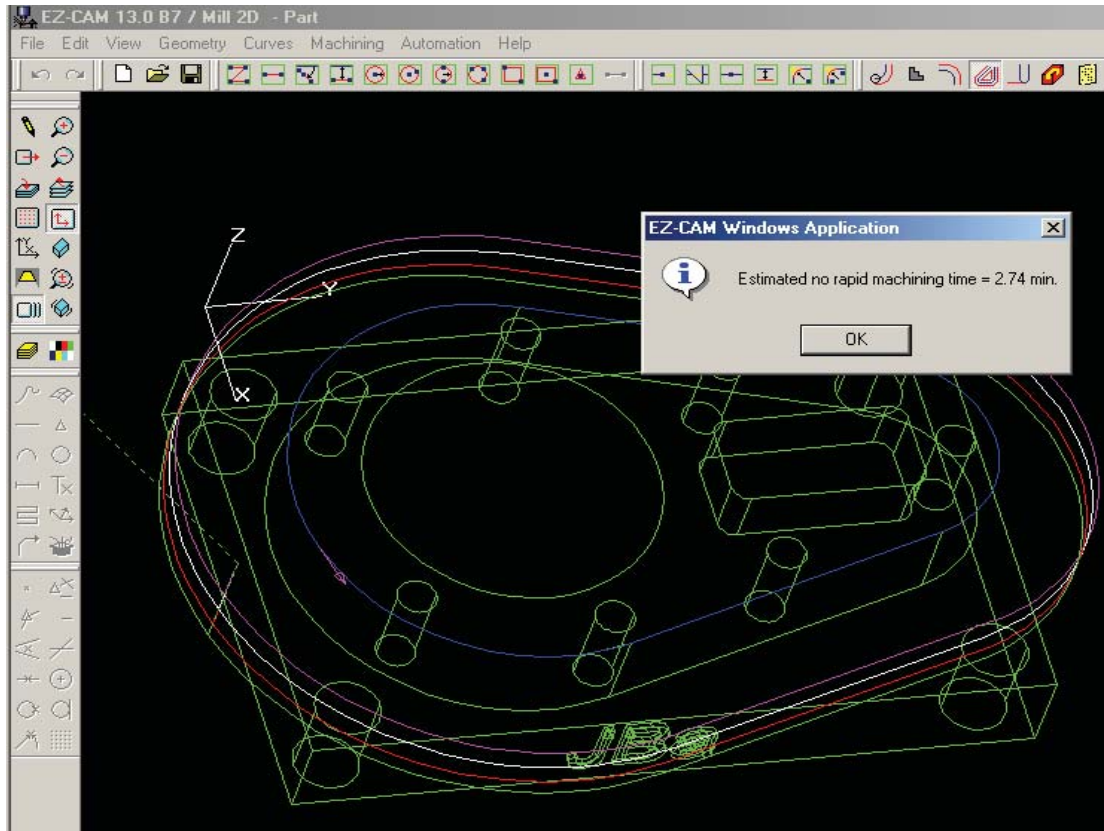 EZ-CAM 13.0 B7 / Mill 2D - Part
File Edit View Geometry Curves Machining Automation Help
EZ-CAM Windows Application
Estimated no rapid machining time = 2.74 min.
OK
Z
Y
X